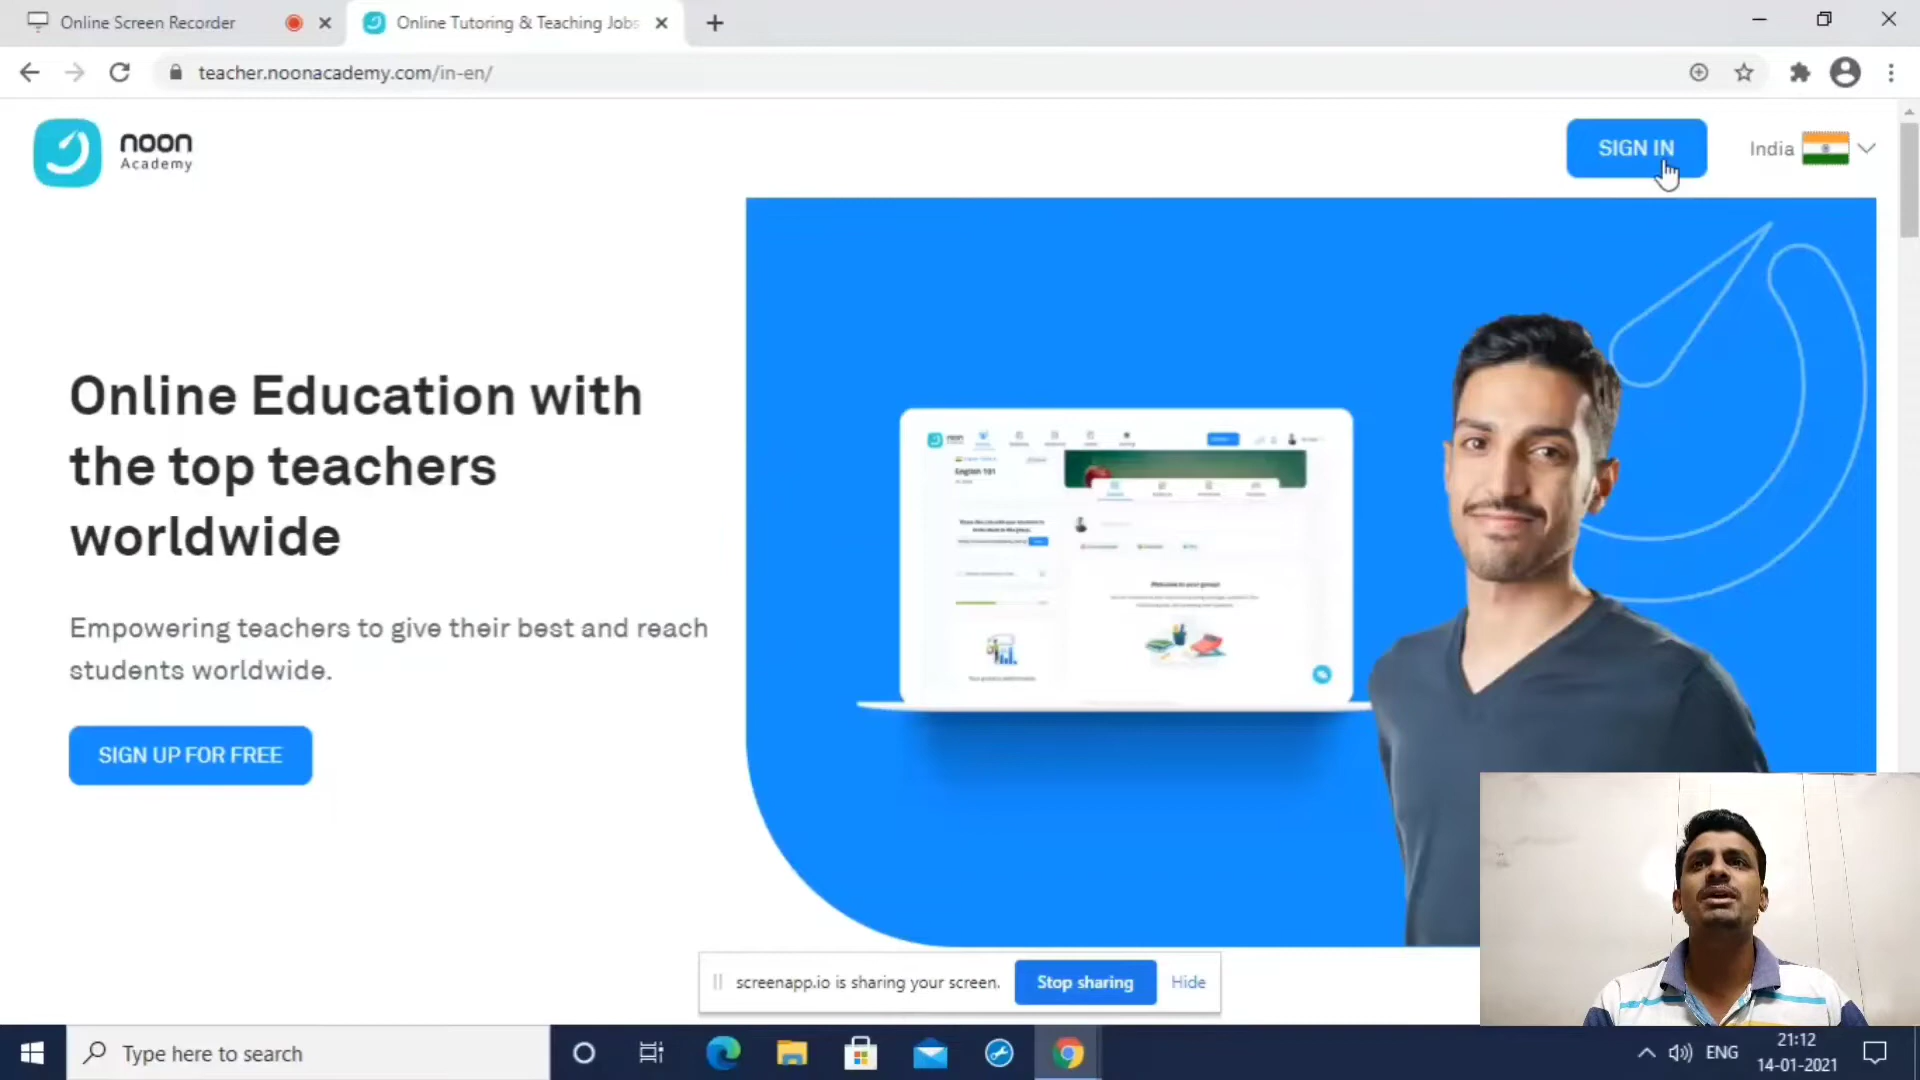 Online Screen Recorder
Online Tutoring & Teaching Jobs
teacher.noonacademy.com/in-en/
noon
Academy
SIGN IN
India
Online Education with
the top teachers
worldwide
Empowering teachers to give their best and reach
students worldwide.
SIGN UP FOR FREE
noon
English 101
screenapp.io is sharing your screen.
Stop sharing
Hide
Type here to search
ENG
21:12
14-01-2021